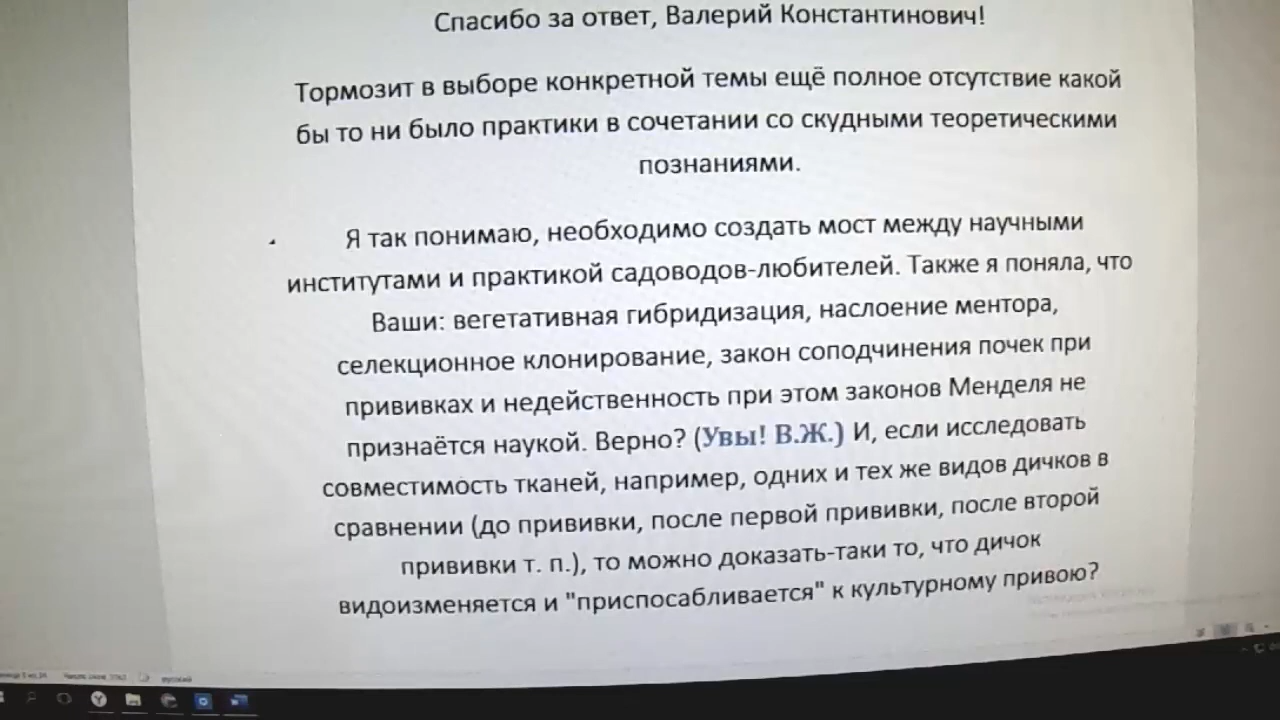 Спасибо за ответ, Валерий Константинович!
Тормозит в выборе конкретной темы ещё полное отсутствие какой
бы то ни было практики в сочетании со скудными теоретическими
познаниями.
Я так понимаю, необходимо создать мост между научными
институтами и практикой садоводов-любителей. Также я поняла, что
Ваши: вегетативная гибридизация, наслоение ментора,
селекционное клонирование, закон соподчинения почек при
прививках и недейственность при этом законов Менделя не
признаётся наукой. Верно? (Увы! В.Ж.) И, если исследовать
совместимость тканей, например, одних и тех же видов дичков в
сравнении (до прививки, после первой прививки, после второй
прививки т. п.), то можно доказать-таки то, что дичок
видоизменяется и "приспосабливается" к культурному привою?
русский